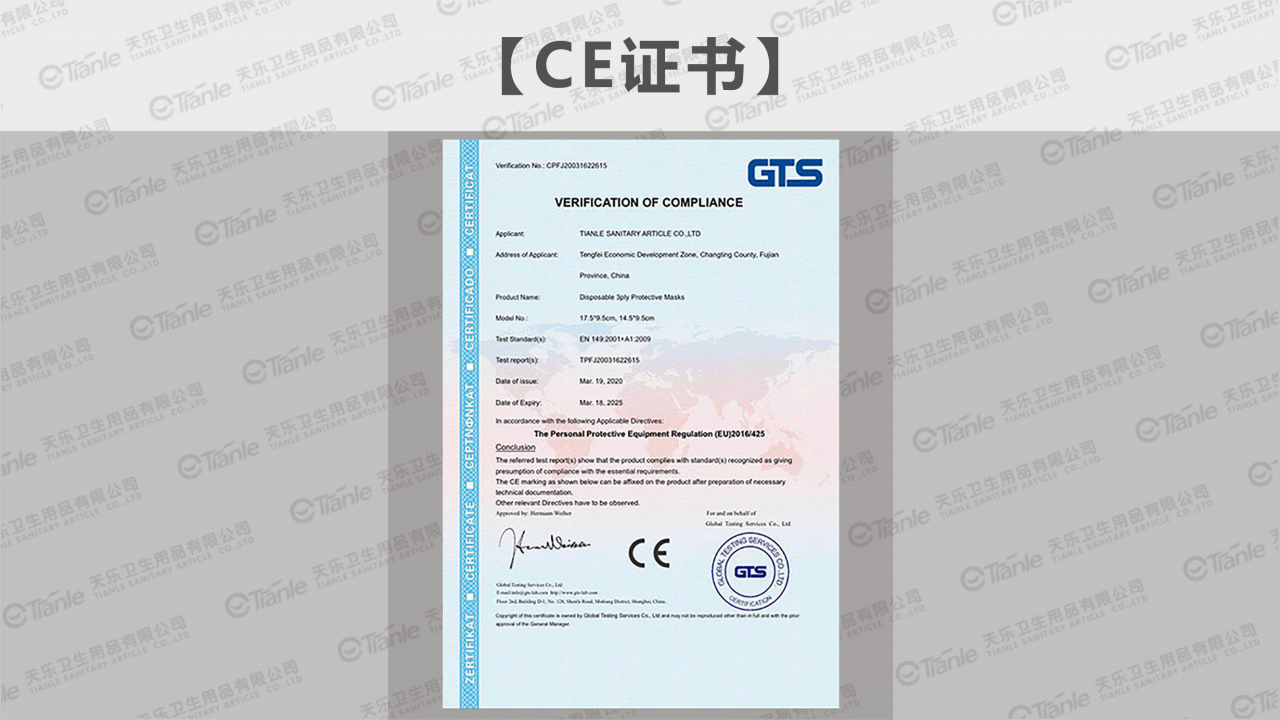 【CE证书】
Verification No.: CPFJ20031622615
GTS
VERIFICATION OF COMPLIANCE
Applicant: TIANLE SANITARY ARTICLE CO.,LTD
Address of Applicant: Tengfei Economic Development Zone, Changting County, Fujian
Province, China
Product Name: Disposable 3ply Protective Masks
Model No.: 17.5*9.5cm, 14.5*9.5cm
Test Standard(s): EN 149:2001+A1:2009
Test report(s): TPFJ20031622615
Date of issue: Mar. 19, 2020
Date of Expiry: Mar. 18, 2025
In accordance with the following Applicable Directives:
The Personal Protective Equipment Regulation (EU)2016/425
Conclusion
The referred test report(s) show that the product complies with standard(s) recognized as giving
presumption of compliance with the essential requirements.
The CE marking as shown below can be affixed on the product after preparation of necessary
technical documentation.
Other relevant Directives have to be observed.
Approved by: Hermann Weiher
For and on behalf of
Global Testing Services Co., Ltd
CE
GLOBAL TESTING SERVICES CO.,LTD
GTS
CERTIFICATION
Global Testing Services Co., Ltd
E-mail:info@gts-lab.com http://www.gts-lab.com
Floor 2nd, Building D-1, No. 128, Shenfu Road, Minhang District, Shanghai, China.
Copyright of this certificate is owned by Global Testing Services Co., Ltd and may not be reproduced other than in full and with the prior
approval of the General Manager.
ZERTIFIKAT CERTIFICATE СЕРТNФNКАТ CERTIFICADO CERTIFICAT
Tianle 天乐卫生用品有限公司
TIANLE SANITARY ARTICLE CO.,LTD